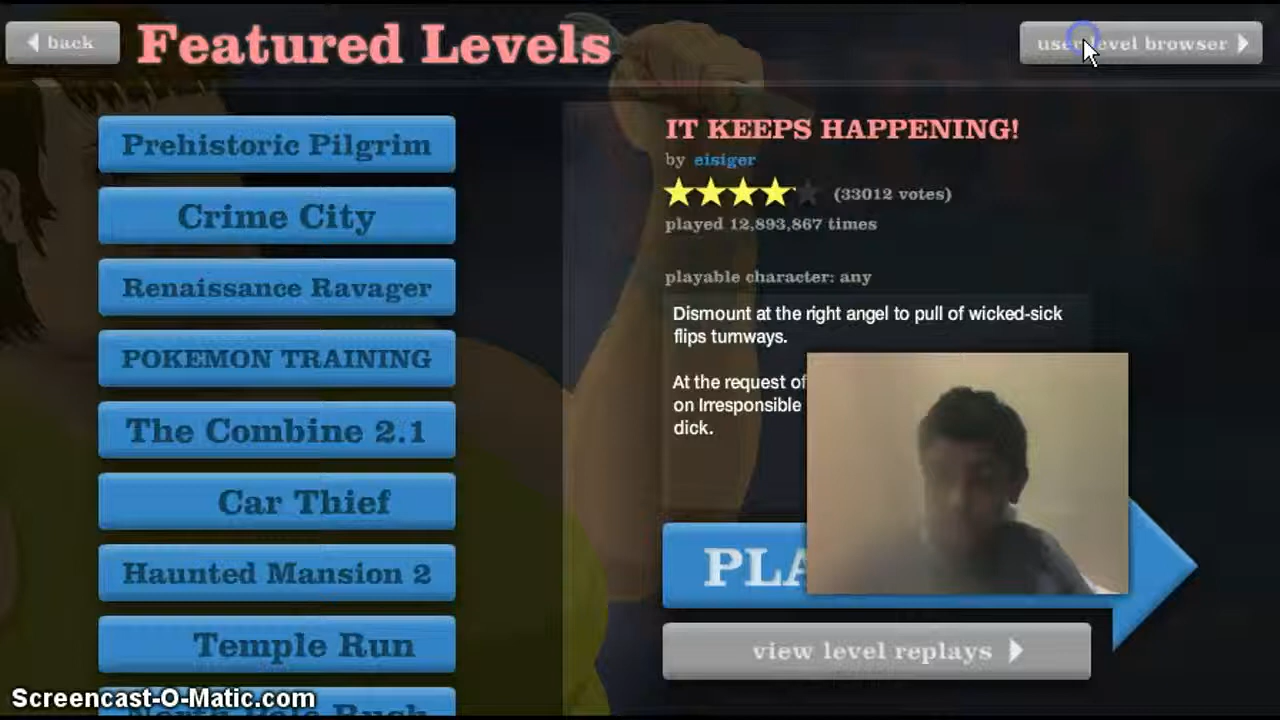 back
Featured Levels
user level browser
Prehistoric Pilgrim
Crime City
Renaissance Ravager
POKEMON TRAINING
The Combine 2.1
Car Thief
Haunted Mansion 2
Temple Run
IT KEEPS HAPPENING!
by eisiger
(33012 votes)
played 12,893,867 times
playable character: any
Dismount at the right angel to pull of wicked-sick
flips turnways.
At the request of
on Irresponsible
dick.
PLA
view level replays
Screencast-O-Matic.com